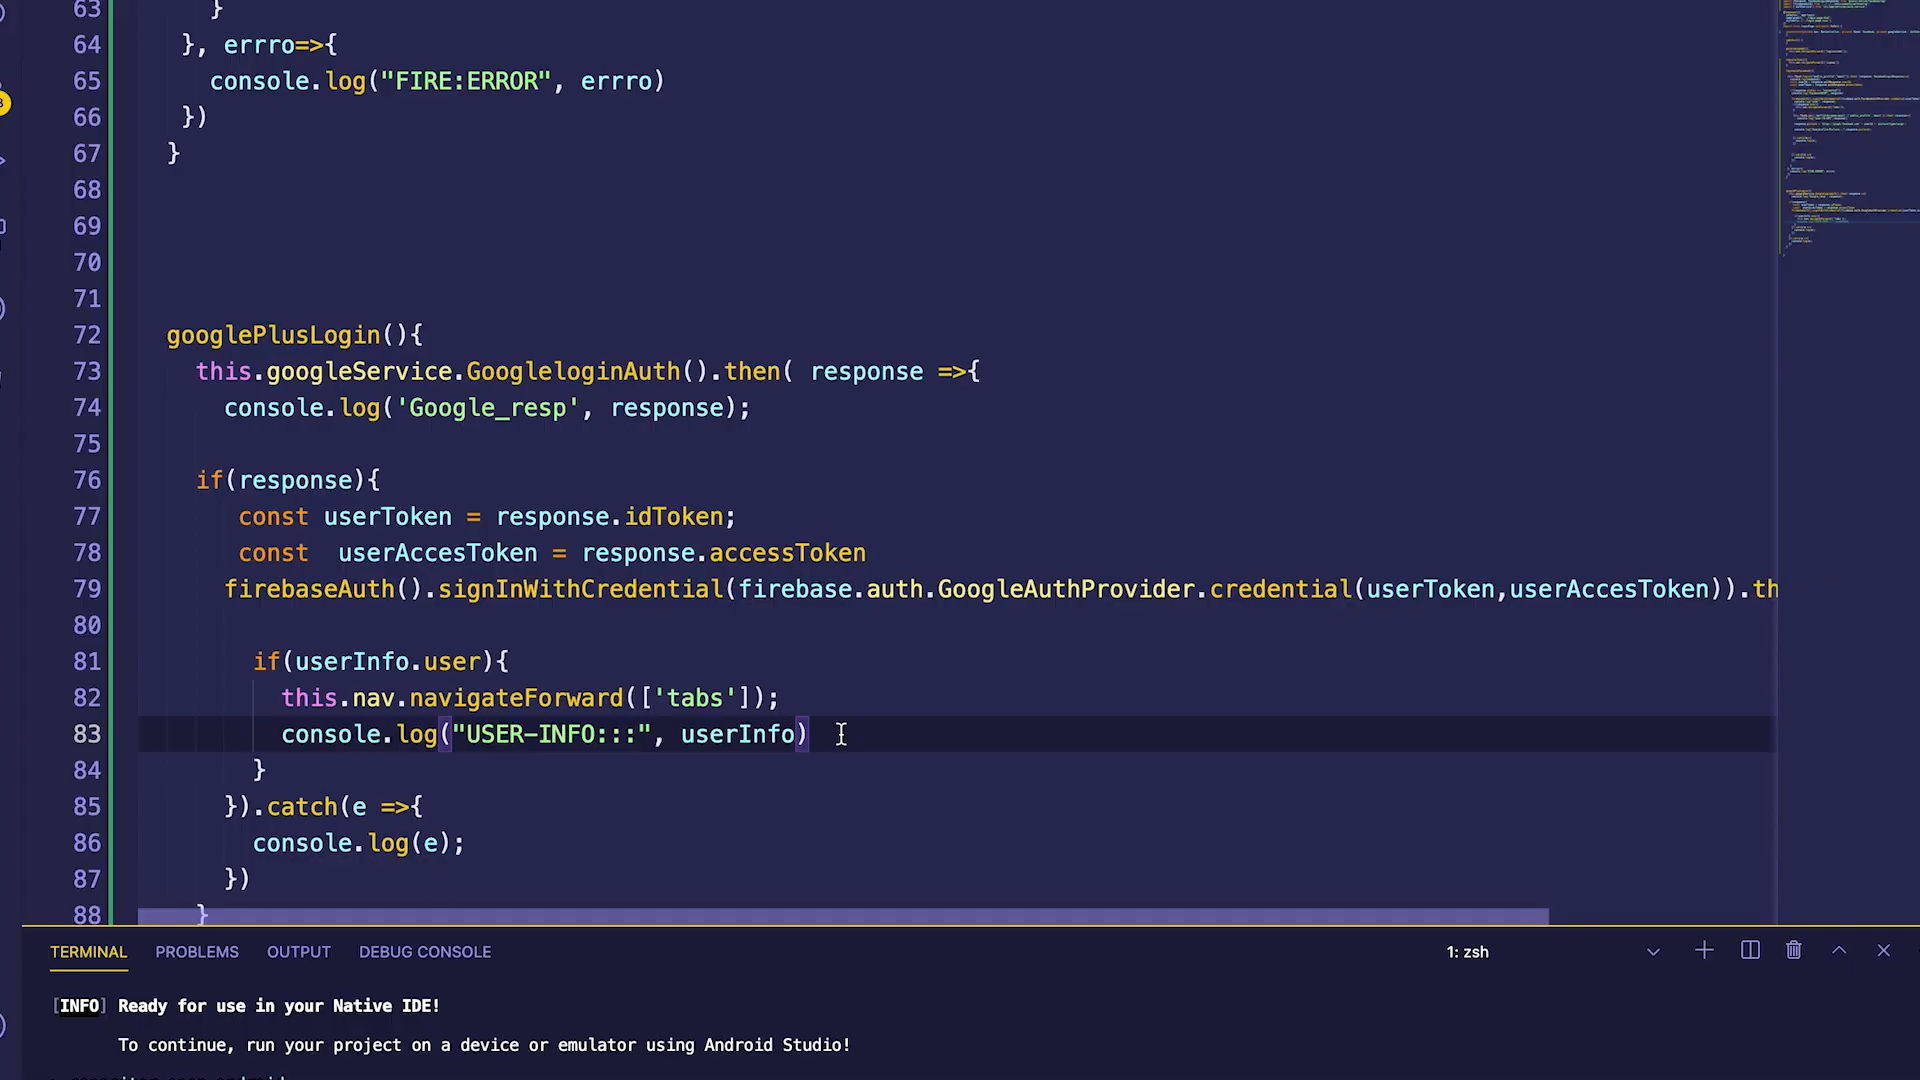 63 }
64 }, errro=>{
65 console.log("FIRE:ERROR", errro)
66 })
67 }
68
69
70
71
72 googlePlusLogin(){
73 this.googleService.GoogleloginAuth().then( response =>{
74 console.log('Google_resp', response);
75
76 if(response){
77 const userToken = response.idToken;
78 const  userAccesToken = response.accessToken
79 firebaseAuth().signInWithCredential(firebase.auth.GoogleAuthProvider.credential(userToken,userAccesToken)).th
80
81 if(userInfo.user){
82 this.nav.navigateForward(['tabs']);
83 console.log("USER-INFO:::", userInfo)
84 }
85 }).catch(e =>{
86 console.log(e);
87 })
88 }
TERMINAL PROBLEMS OUTPUT DEBUG CONSOLE 1: zsh
[INFO] Ready for use in your Native IDE!
To continue, run your project on a device or emulator using Android Studio!